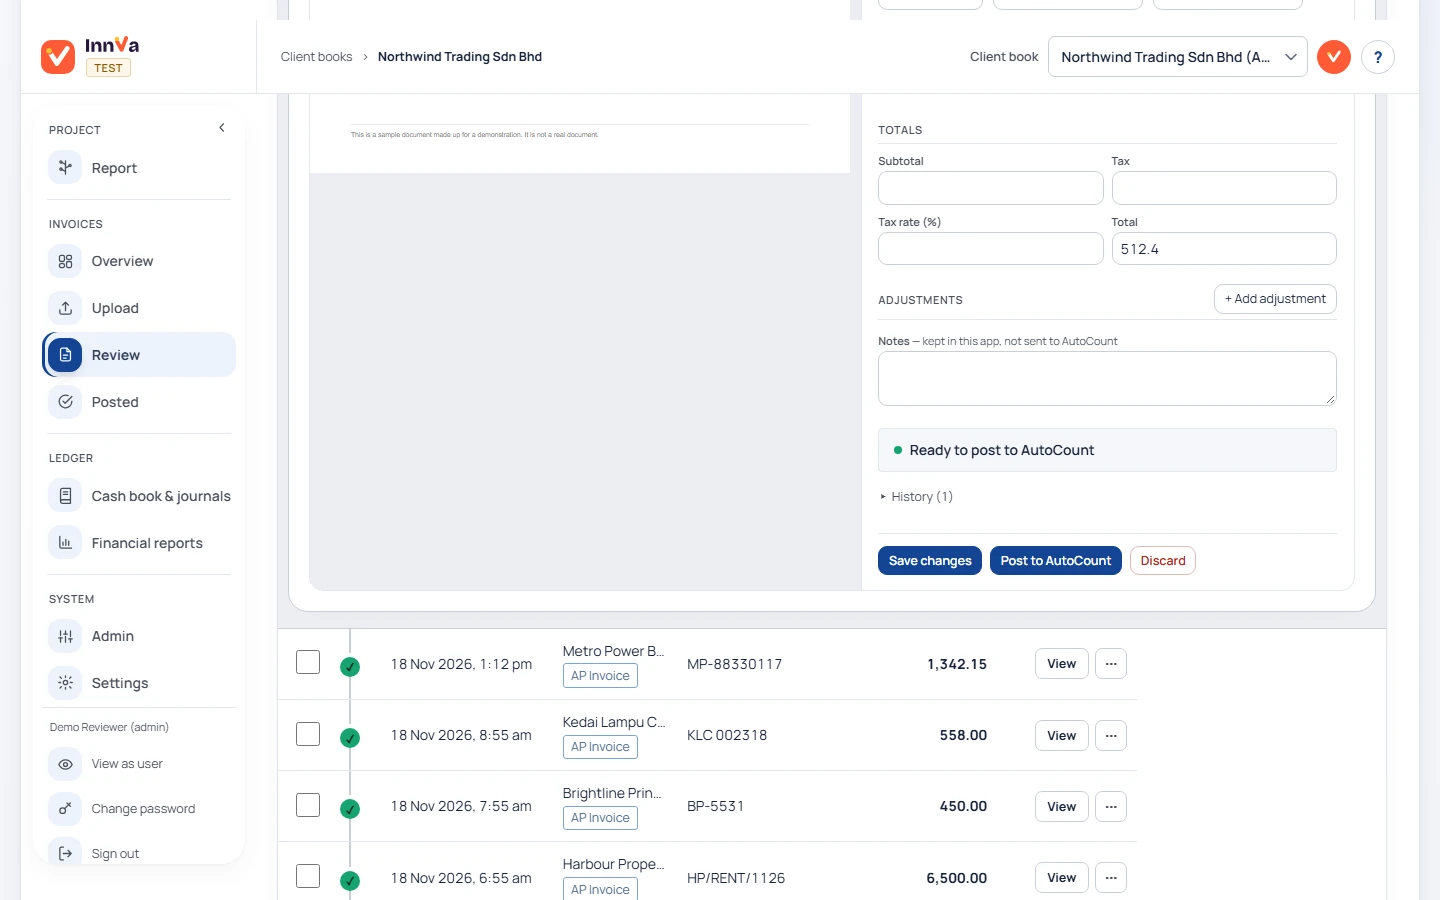 InnVa
TEST
Client books › Northwind Trading Sdn Bhd
Client book
Northwind Trading Sdn Bhd (A...
?
PROJECT
Report
INVOICES
Overview
Upload
Review
Posted
LEDGER
Cash book & journals
Financial reports
SYSTEM
Admin
Settings
Demo Reviewer (admin)
View as user
Change password
Sign out
This is a sample document made up for a demonstration. It is not a real document.
TOTALS
Subtotal
Tax
Tax rate (%)
Total
512.4
ADJUSTMENTS
+ Add adjustment
Notes — kept in this app, not sent to AutoCount
Ready to post to AutoCount
History (1)
Save changes
Post to AutoCount
Discard
18 Nov 2026, 1:12 pm
Metro Power B...
AP Invoice
MP-88330117
1,342.15
View
...
18 Nov 2026, 8:55 am
Kedai Lampu C...
AP Invoice
KLC 002318
558.00
View
...
18 Nov 2026, 7:55 am
Brightline Prin...
AP Invoice
BP-5531
450.00
View
...
18 Nov 2026, 6:55 am
Harbour Prope...
AP Invoice
HP/RENT/1126
6,500.00
View
...